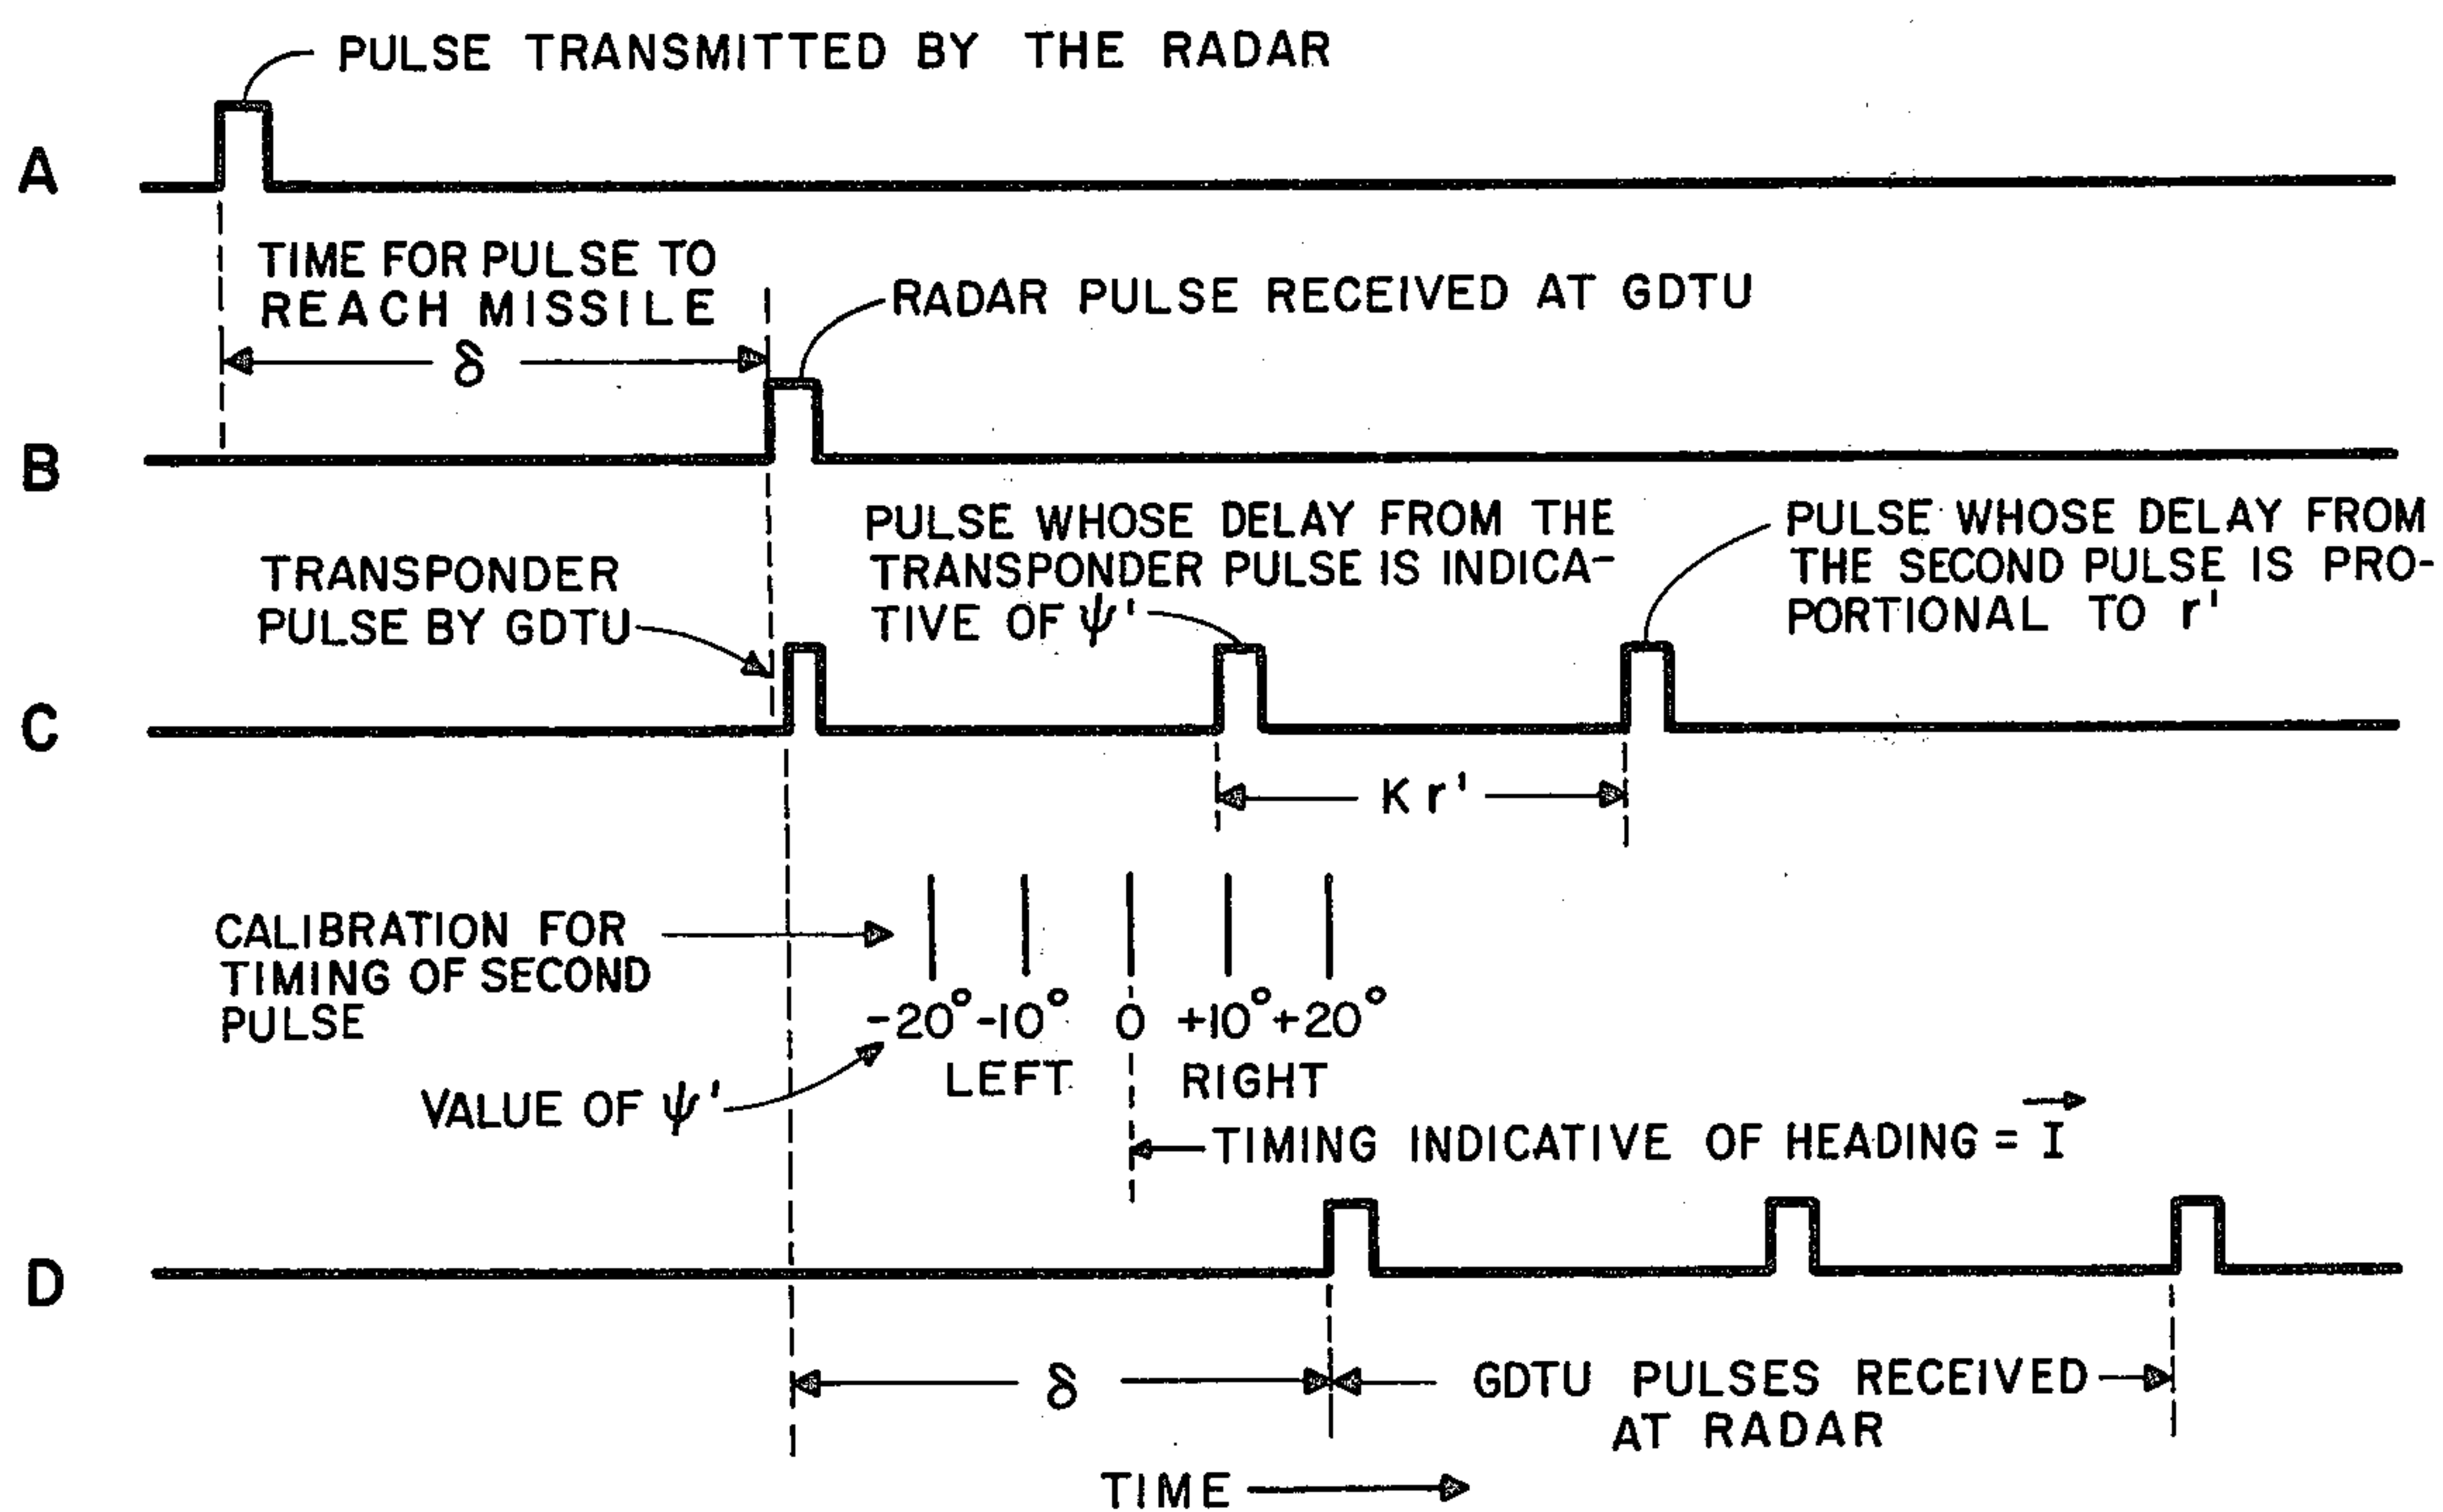 PULSE TRANSMITTED BY THE RADAR
A
TIME FOR PULSE TO
REACH MISSILE
δ
RADAR PULSE RECEIVED AT GDTU
B
TRANSPONDER
PULSE BY GDTU
PULSE WHOSE DELAY FROM THE
TRANSPONDER PULSE IS INDICA-
TIVE OF ψ'
PULSE WHOSE DELAY FROM
THE SECOND PULSE IS PRO-
PORTIONAL TO r'
C
Kr'
CALIBRATION FOR
TIMING OF SECOND
PULSE
-20° -10° 0 +10° +20°
LEFT RIGHT
VALUE OF ψ'
TIMING INDICATIVE OF HEADING = I⃗
D
δ
GDTU PULSES RECEIVED
AT RADAR
TIME